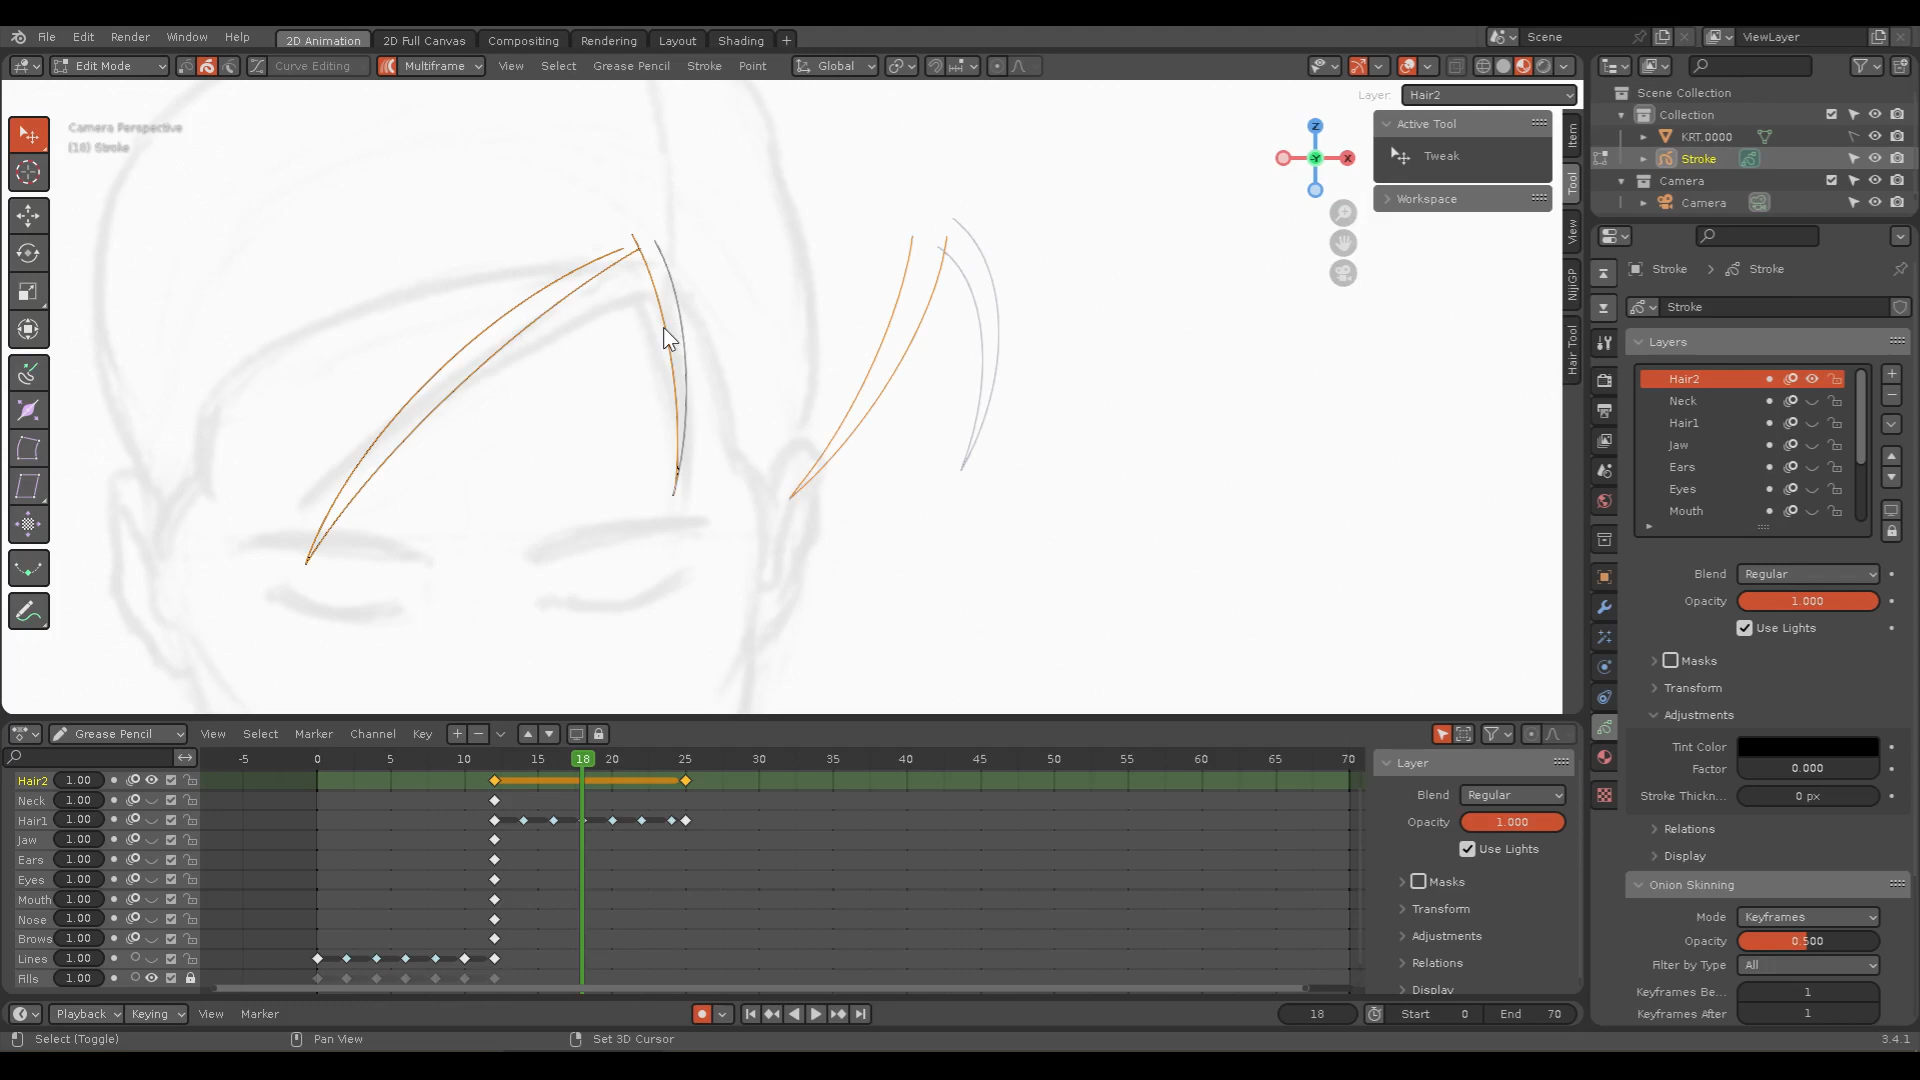 File Edit Render Window Help 2D Animation 2D Full Canvas Compositing Rendering Layout Shading + Scene ViewLayer
Edit Mode Curve Editing Multiframe View Select Grease Pencil Stroke Point Global
Layer: Hair2
Camera Perspective
(18) Stroke
Z
Y
X
Active Tool
Tweak
Workspace
Item
Tool
View
NijiGP
Hair Tool
Scene Collection
Collection
KRT.0000
Stroke
Camera
Camera
Stroke > Stroke
Stroke
Layers
Hair2
Neck
Hair1
Jaw
Ears
Eyes
Mouth
Blend Regular
Opacity 1.000
Use Lights
Masks
Transform
Adjustments
Tint Color
Factor 0.000
Stroke Thickn... 0 px
Relations
Display
Onion Skinning
Mode Keyframes
Opacity 0.500
Filter by Type All
Keyframes Be... 1
Keyframes After 1
Grease Pencil View Select Marker Channel Key
-5 0 5 10 15 18 20 25 30 35 40 45 50 55 60 65 70
Hair2 1.00
Neck 1.00
Hair1 1.00
Jaw 1.00
Ears 1.00
Eyes 1.00
Mouth 1.00
Nose 1.00
Brows 1.00
Lines 1.00
Fills 1.00
Layer
Blend Regular
Opacity 1.000
Use Lights
Masks
Transform
Adjustments
Relations
Display
Playback Keying View Marker 18 Start 0 End 70
Select (Toggle) Pan View Set 3D Cursor 3.4.1